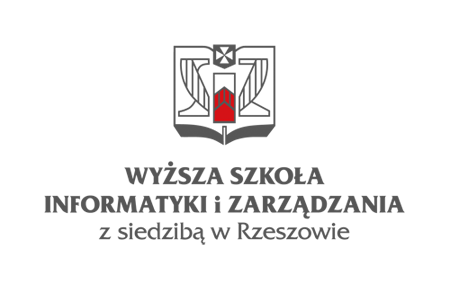 WYŻSZA SZKOŁA
INFORMATYKI i ZARZĄDZANIA
z siedzibą w Rzeszowie